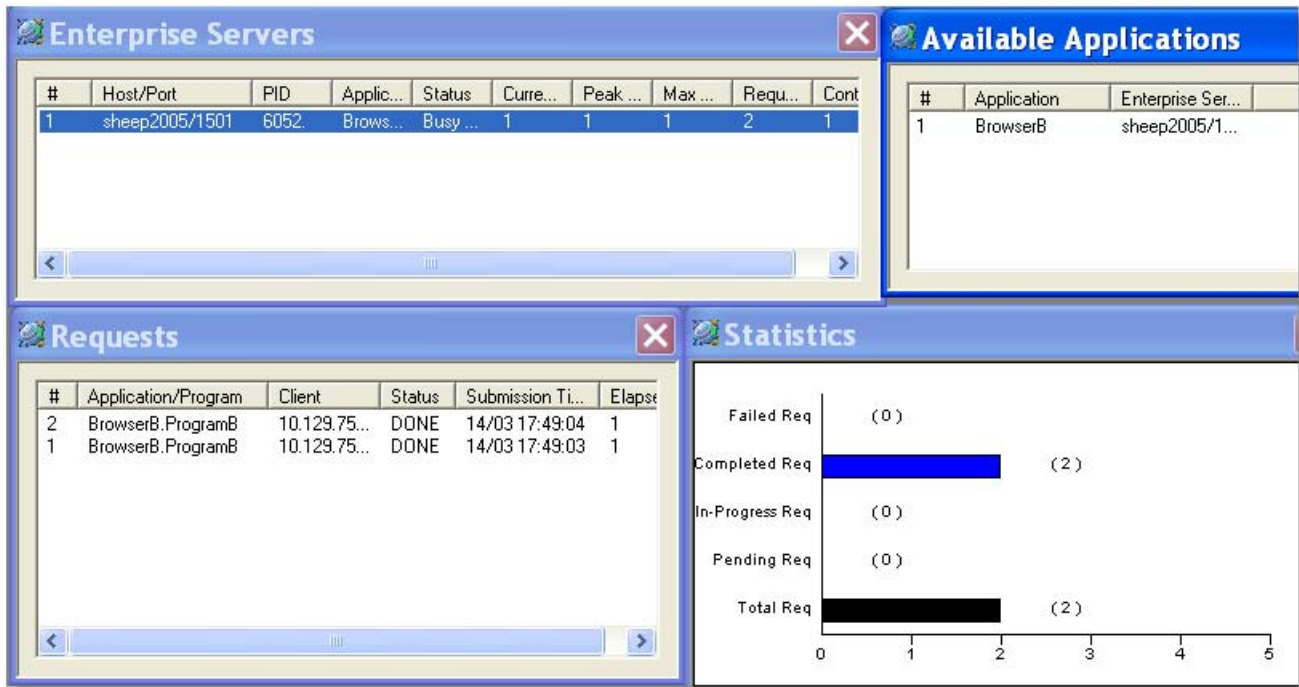 Enterprise Servers
# Host/Port PID Applic... Status Curre... Peak ... Max ... Requ... Cont
1 sheep2005/1501 6052. Brows... Busy ... 1 1 1 2 1
Available Applications
# Application Enterprise Ser...
1 BrowserB sheep2005/1...
Requests
# Application/Program Client Status Submission Ti... Elapse
2 BrowserB.ProgramB 10.129.75... DONE 14/03 17:49:04 1
1 BrowserB.ProgramB 10.129.75... DONE 14/03 17:49:03 1
Statistics
Failed Req (0)
Completed Req (2)
In-Progress Req (0)
Pending Req (0)
Total Req (2)
0 1 2 3 4 5